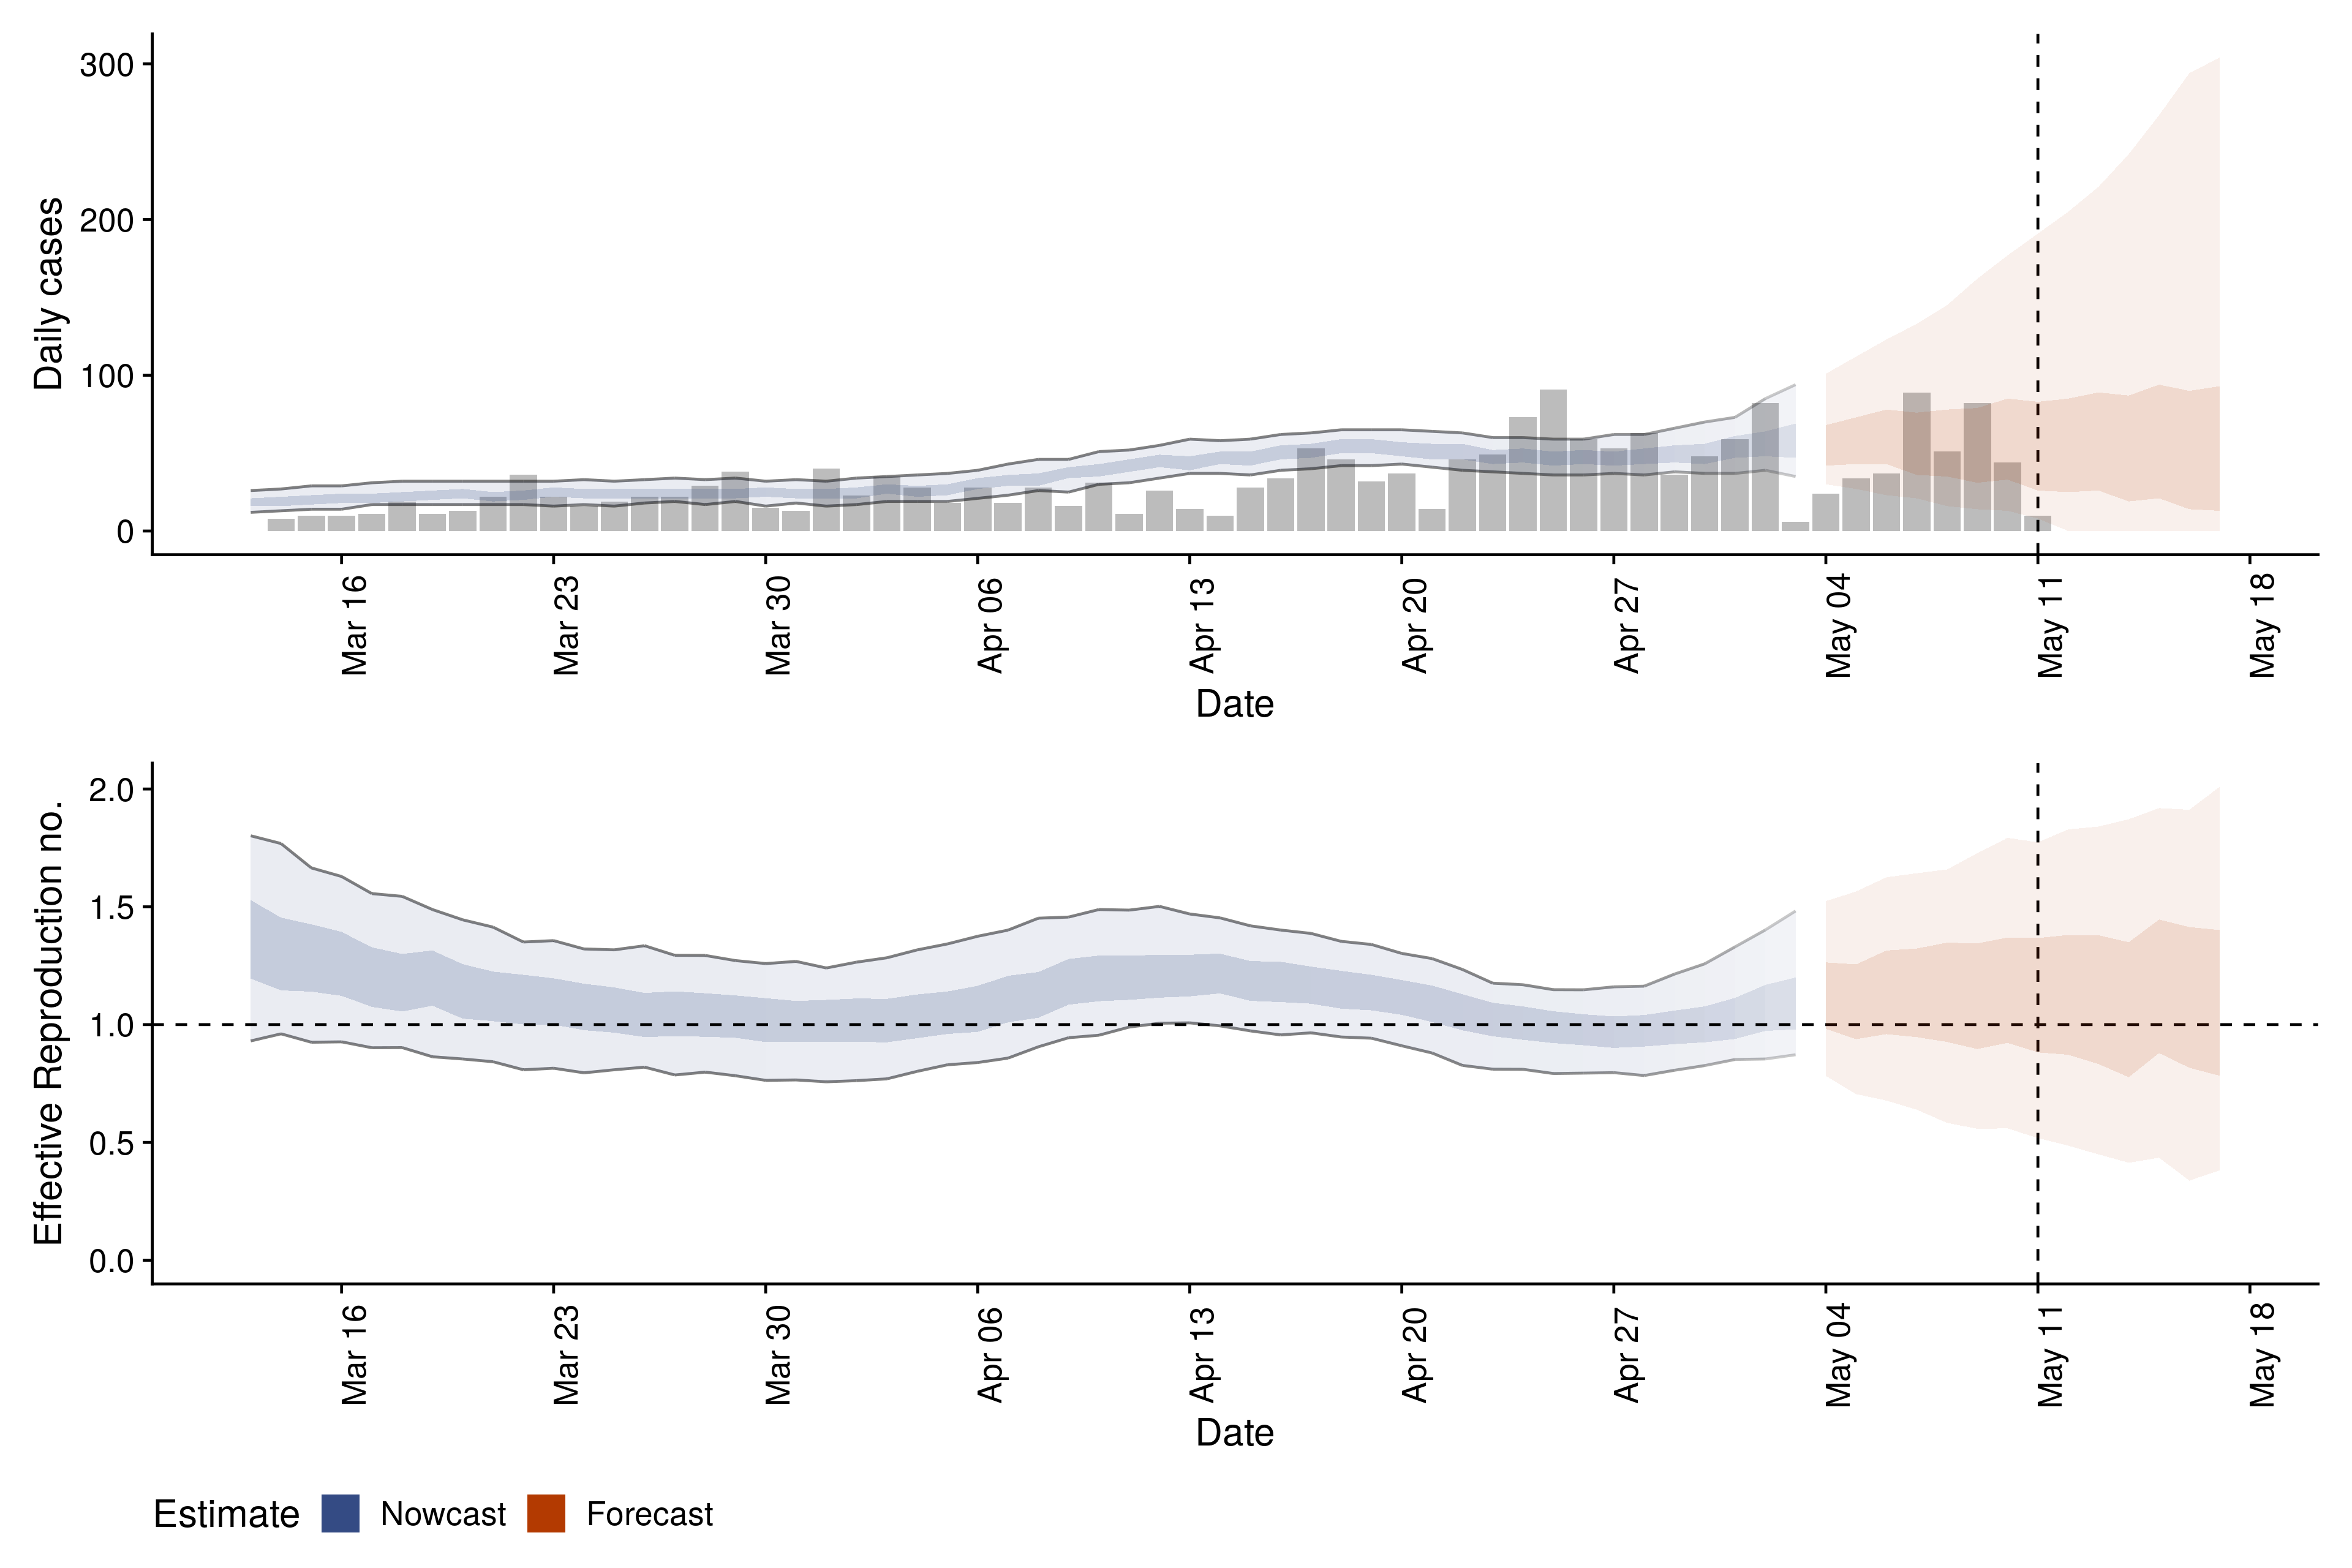 300
200
100
0
Daily cases
Mar 16
Mar 23
Mar 30
Apr 06
Apr 13
Apr 20
Apr 27
May 04
May 11
May 18
Date
2.0
1.5
1.0
0.5
0.0
Effective Reproduction no.
Mar 16
Mar 23
Mar 30
Apr 06
Apr 13
Apr 20
Apr 27
May 04
May 11
May 18
Date
Estimate Nowcast Forecast